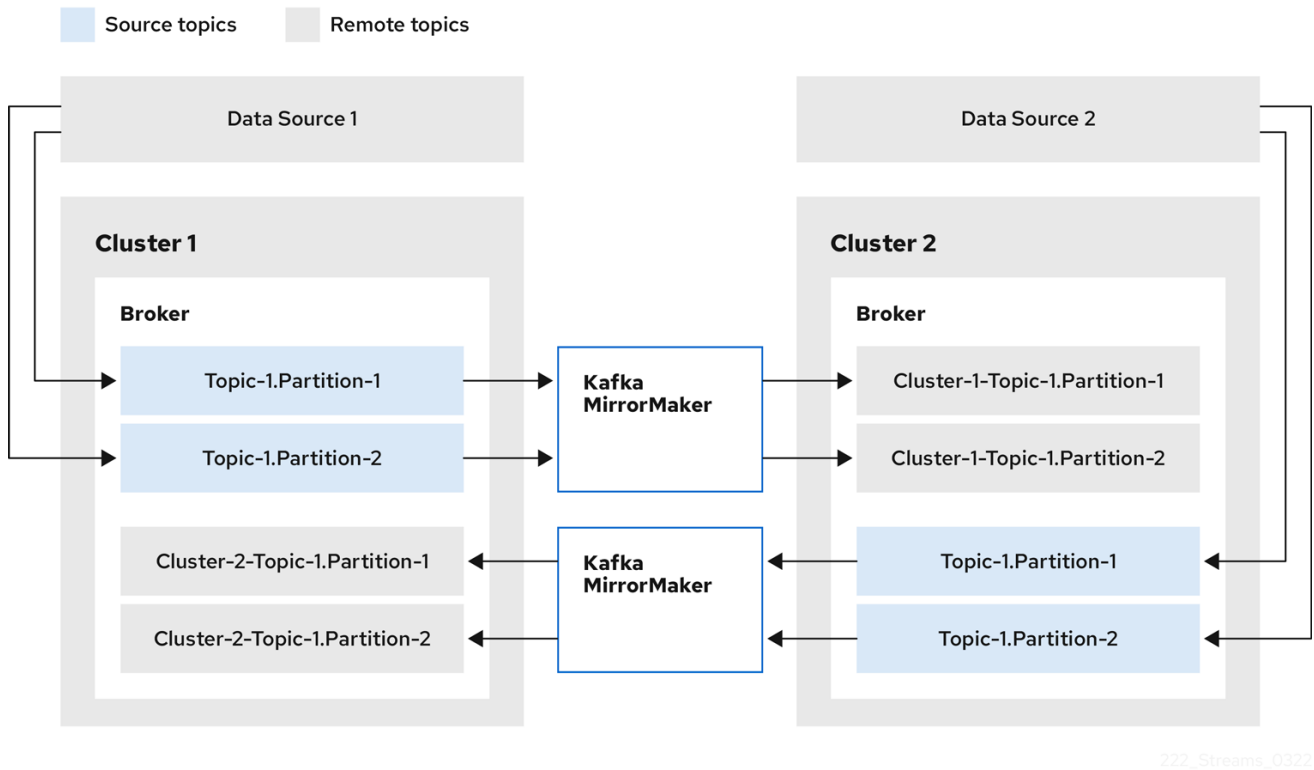 Source topics
Remote topics
Data Source 1
Data Source 2
Cluster 1
Broker
Topic-1.Partition-1
Topic-1.Partition-2
Cluster-2-Topic-1.Partition-1
Cluster-2-Topic-1.Partition-2
Kafka
MirrorMaker
Kafka
MirrorMaker
Cluster 2
Broker
Cluster-1-Topic-1.Partition-1
Cluster-1-Topic-1.Partition-2
Topic-1.Partition-1
Topic-1.Partition-2
222_Streams_0322